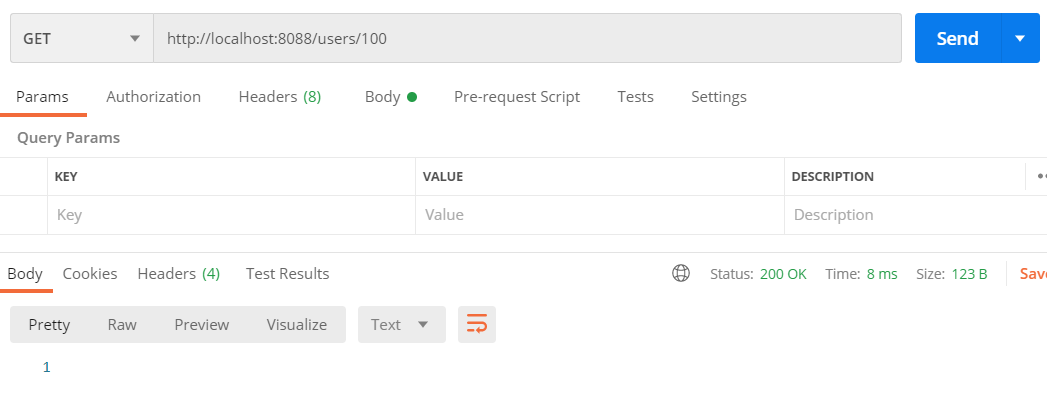 GET http://localhost:8088/users/100 Send
Params Authorization Headers (8) Body Pre-request Script Tests Settings
Query Params
KEY VALUE DESCRIPTION
Key Value Description
Body Cookies Headers (4) Test Results Status: 200 OK Time: 8 ms Size: 123 B Save
Pretty Raw Preview Visualize Text
1